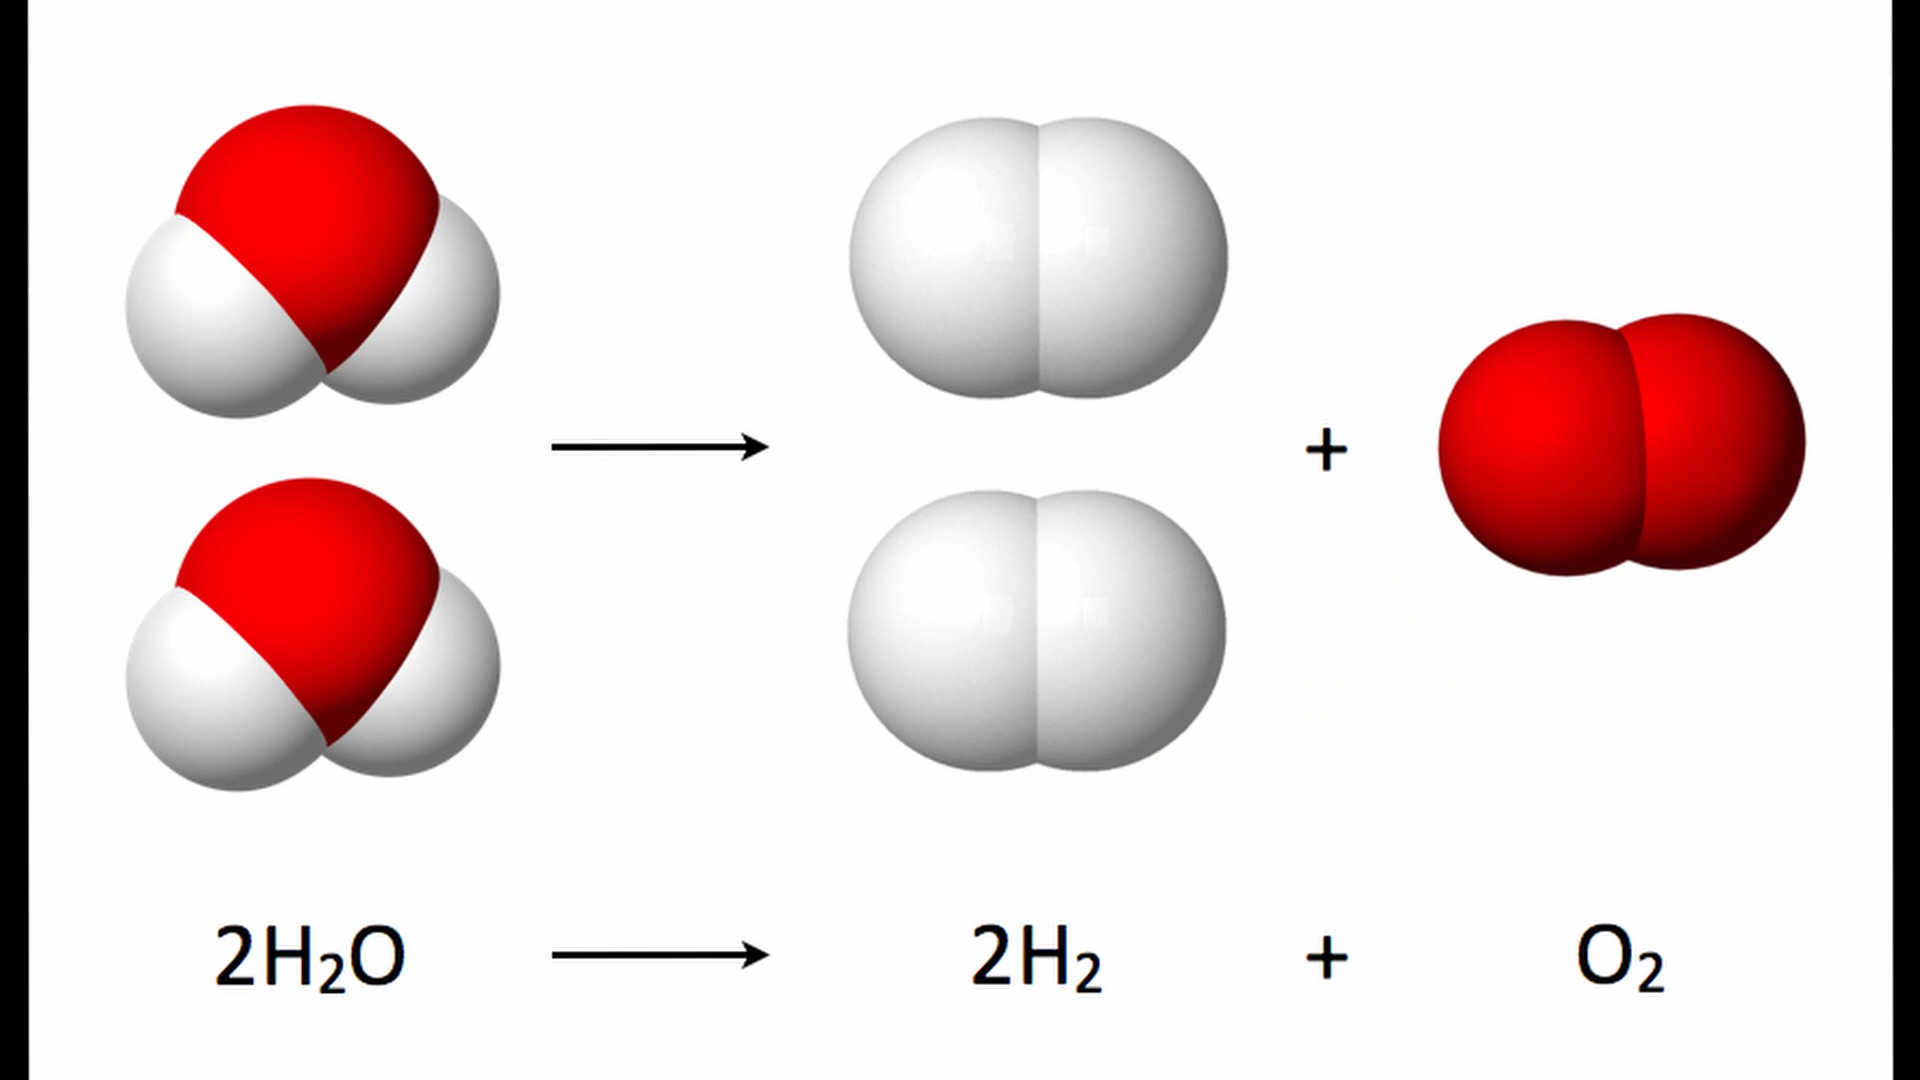 +
2H₂O → 2H₂ + O₂